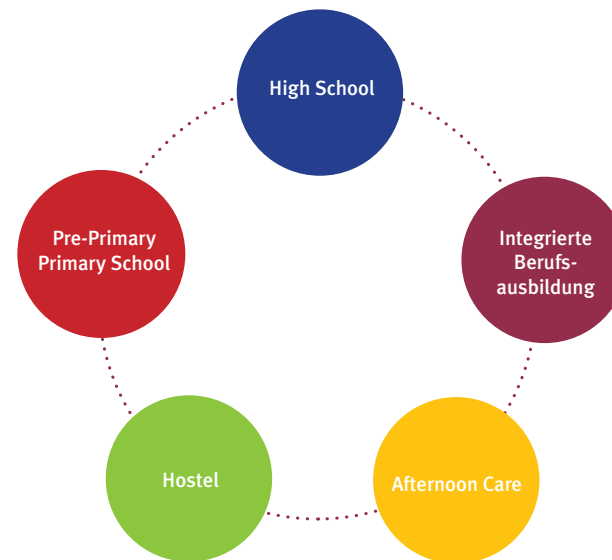 High School
Pre-Primary
Primary School
Integrierte
Berufs-
ausbildung
Hostel
Afternoon Care